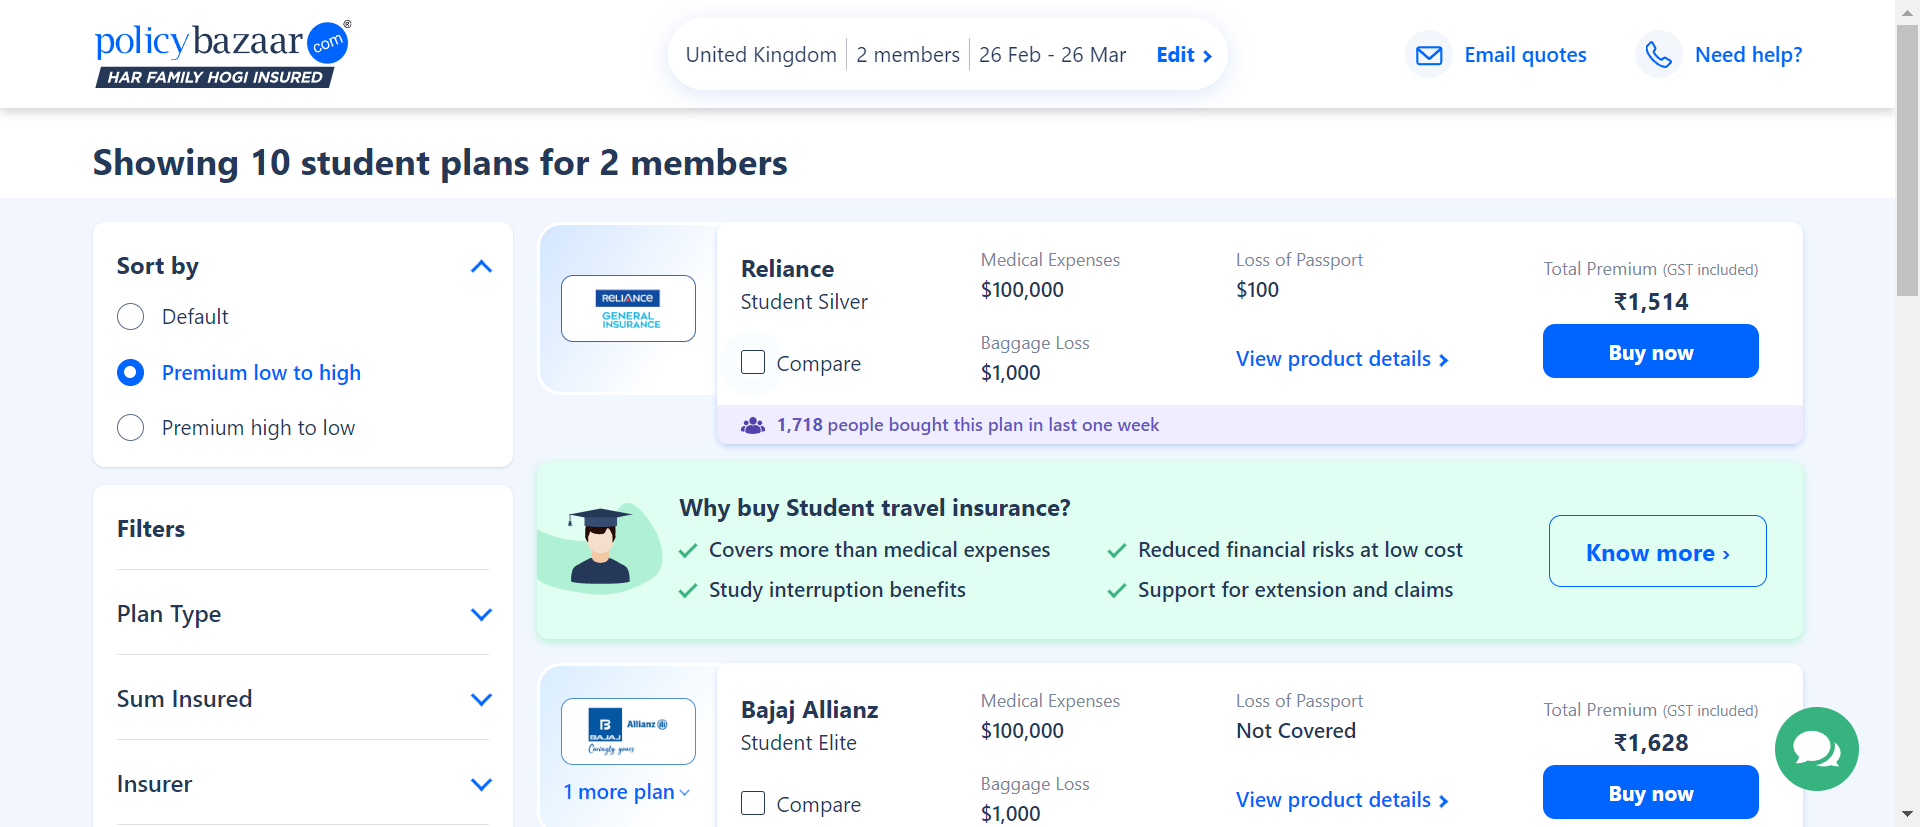 policybazaar.com®
HAR FAMILY HOGI INSURED
United Kingdom 2 members 26 Feb - 26 Mar Edit
Email quotes
Need help?
Showing 10 student plans for 2 members
Sort by
Default
Premium low to high
Premium high to low
Filters
Plan Type
Sum Insured
Insurer
RELIANCE
GENERAL
INSURANCE
Reliance
Student Silver
Compare
Medical Expenses
$100,000
Baggage Loss
$1,000
Loss of Passport
$100
View product details
Total Premium (GST included)
₹1,514
Buy now
1,718 people bought this plan in last one week
Why buy Student travel insurance?
Covers more than medical expenses
Reduced financial risks at low cost
Study interruption benefits
Support for extension and claims
Know more ›
B
BAJAJ
Allianz
Caringly yours
1 more plan
Bajaj Allianz
Student Elite
Compare
Medical Expenses
$100,000
Baggage Loss
$1,000
Loss of Passport
Not Covered
View product details
Total Premium (GST included)
₹1,628
Buy now